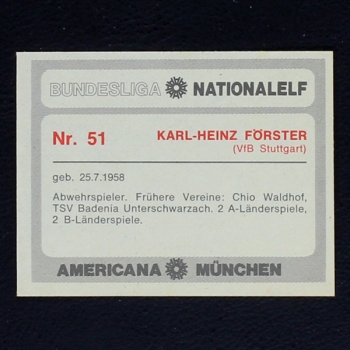 BUNDESLIGA NATIONALELF
Nr. 51 KARL-HEINZ FÖRSTER
(VfB Stuttgart)
geb. 25.7.1958
Abwehrspieler. Frühere Vereine: Chio Waldhof,
TSV Badenia Unterschwarzach. 2 A-Länderspiele,
2 B-Länderspiele.
AMERICANA MÜNCHEN